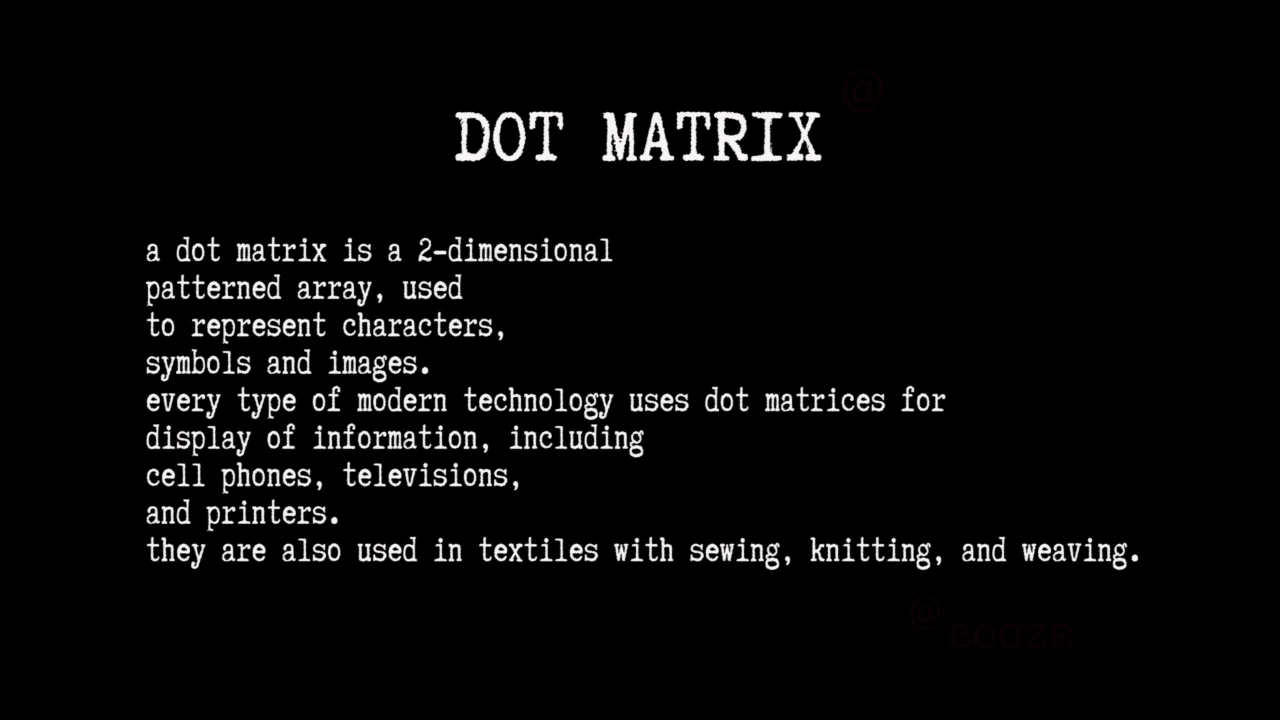 @
DOT MATRIX
a dot matrix is a 2-dimensional
patterned array, used
to represent characters,
symbols and images.
every type of modern technology uses dot matrices for
display of information, including
cell phones, televisions,
and printers.
they are also used in textiles with sewing, knitting, and weaving.
@